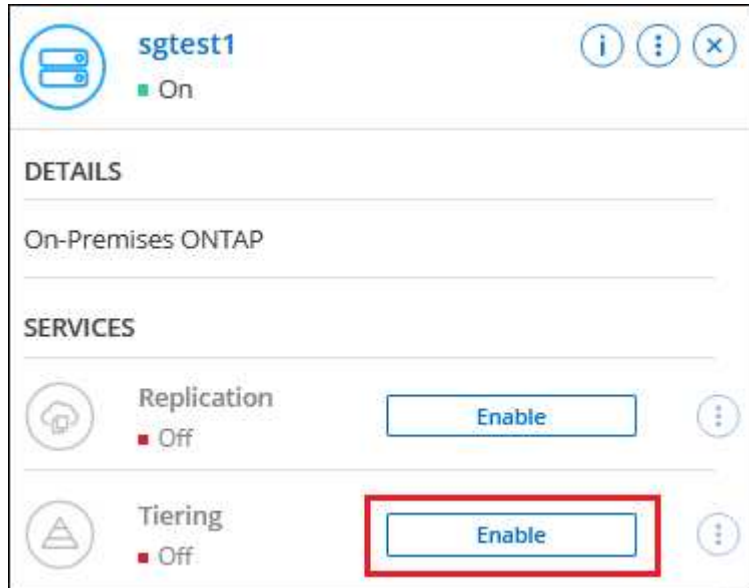 sgtest1
On
DETAILS
On-Premises ONTAP
SERVICES
Replication
Off
Enable
Tiering
Off
Enable